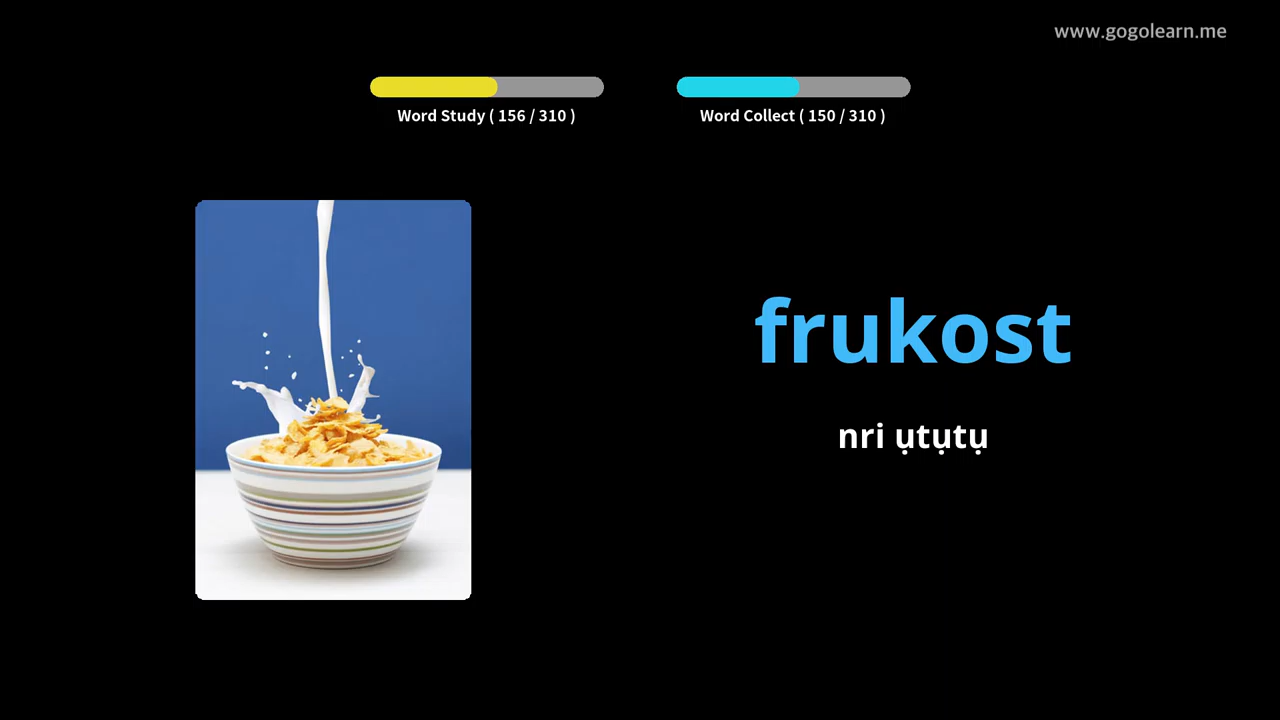 www.gogolearn.me
Word Study ( 156 / 310 )
Word Collect ( 150 / 310 )
frukost
nri ụtụtụ